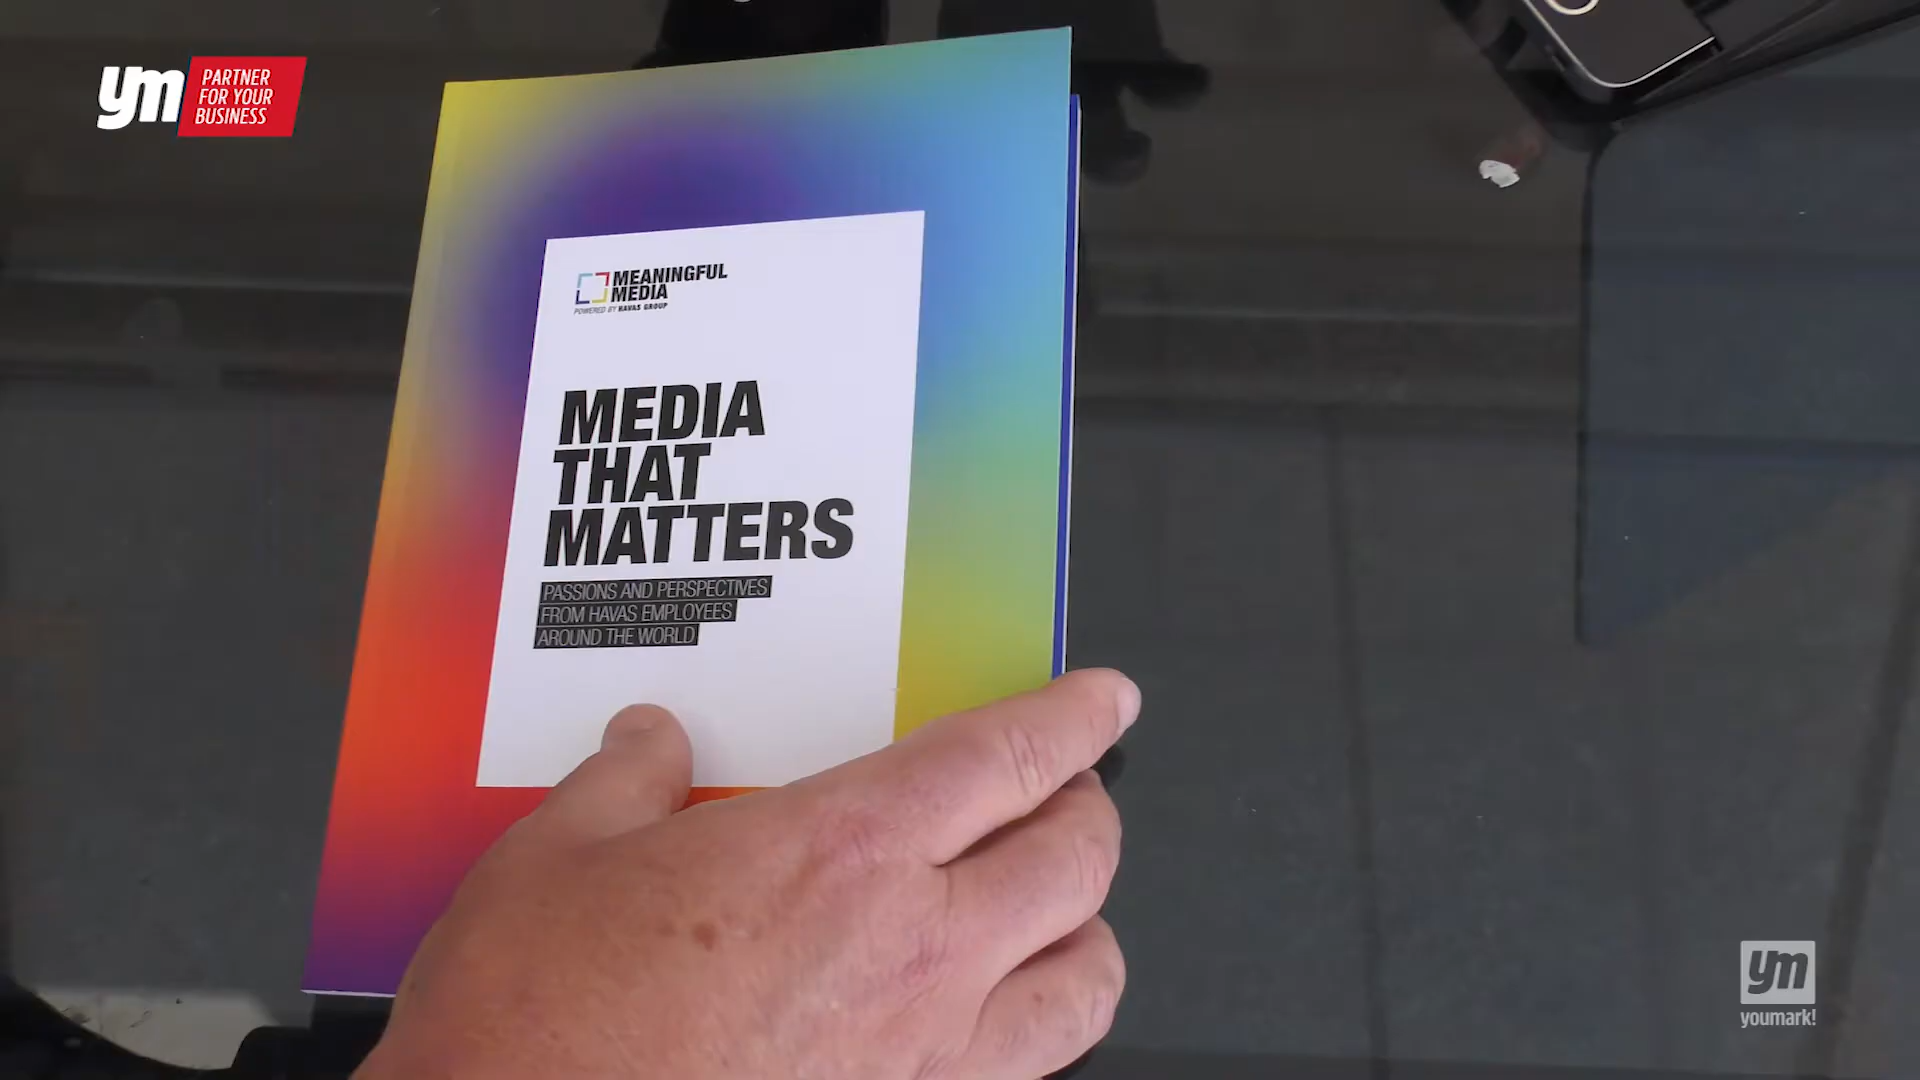 ym
PARTNER
FOR YOUR
BUSINESS
MEANINGFUL
MEDIA
POWERED BY HAVAS GROUP
MEDIA
THAT
MATTERS
PASSIONS AND PERSPECTIVES
FROM HAVAS EMPLOYEES
AROUND THE WORLD
ym
youmark!